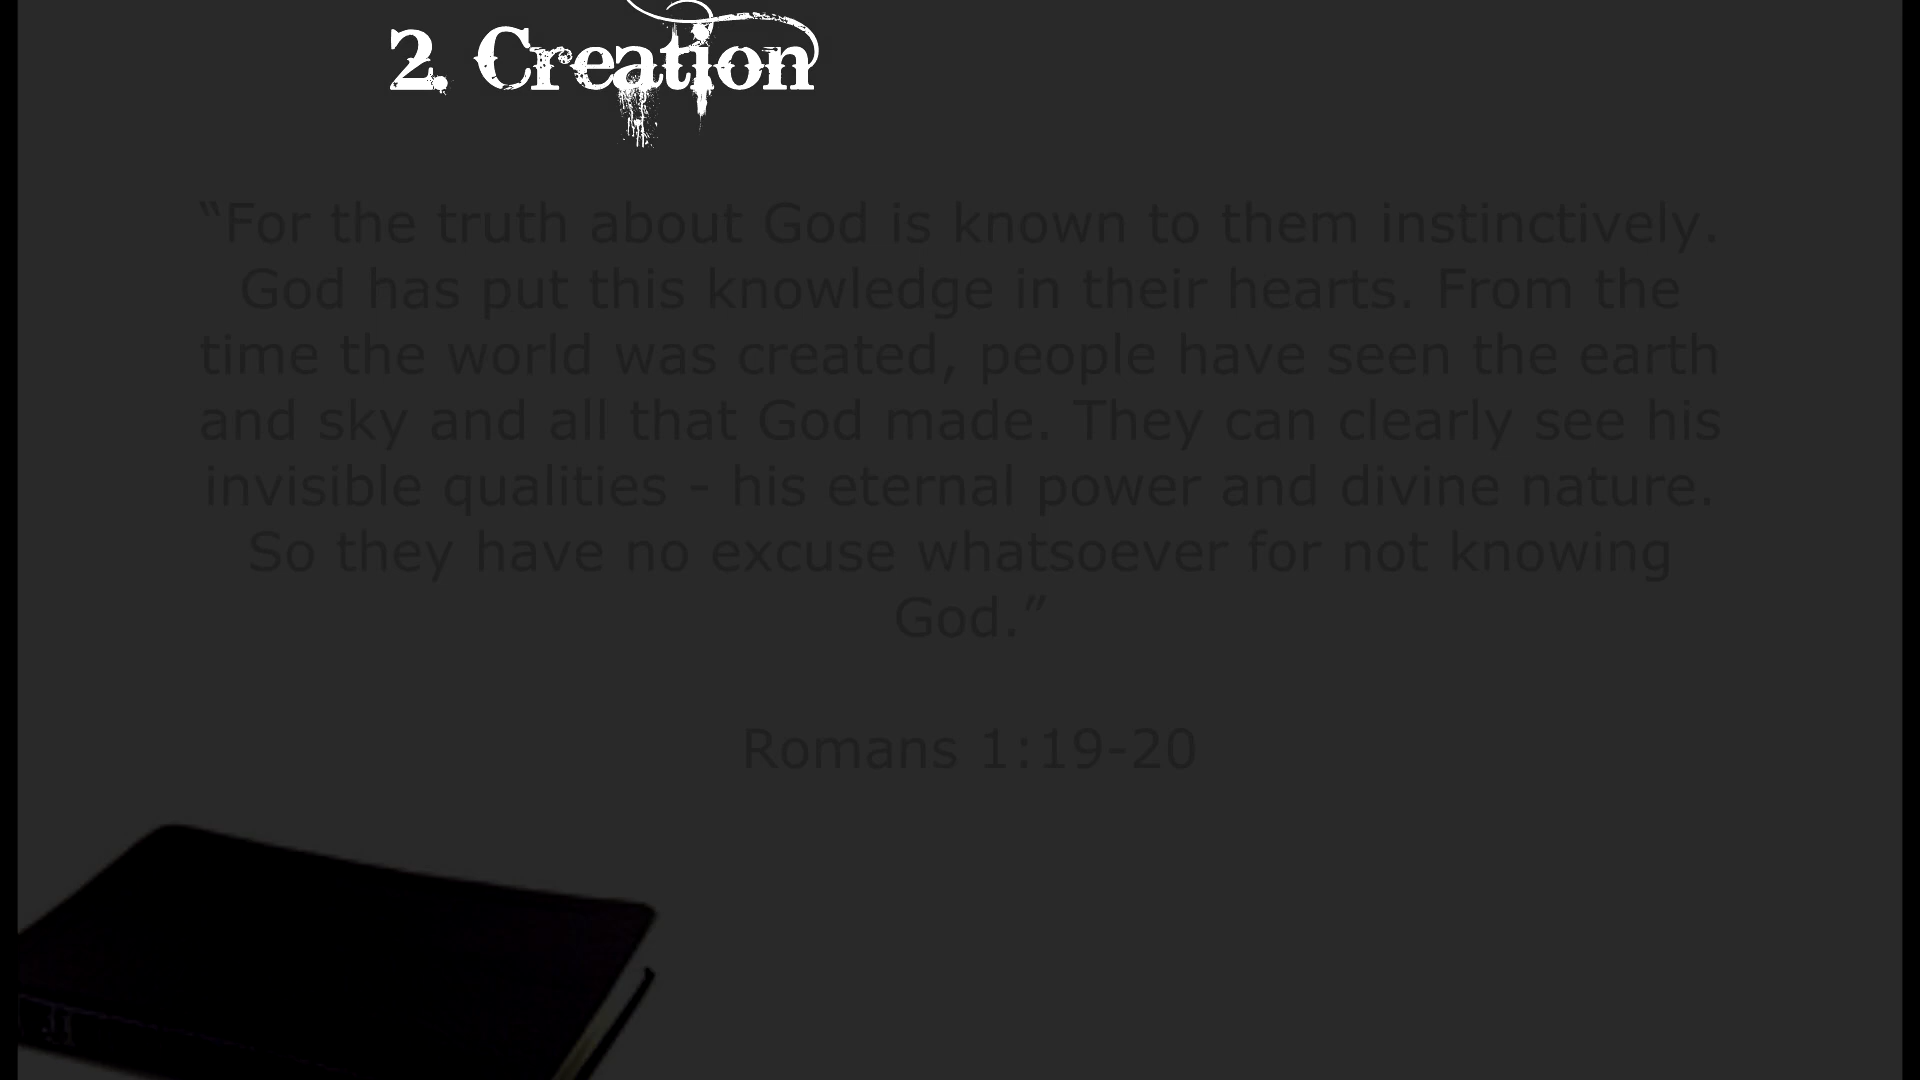 2. Creation
“For the truth about God is known to them instinctively.
God has put this knowledge in their hearts. From the
time the world was created, people have seen the earth
and sky and all that God made. They can clearly see his
invisible qualities - his eternal power and divine nature.
So they have no excuse whatsoever for not knowing
God.”
Romans 1:19-20